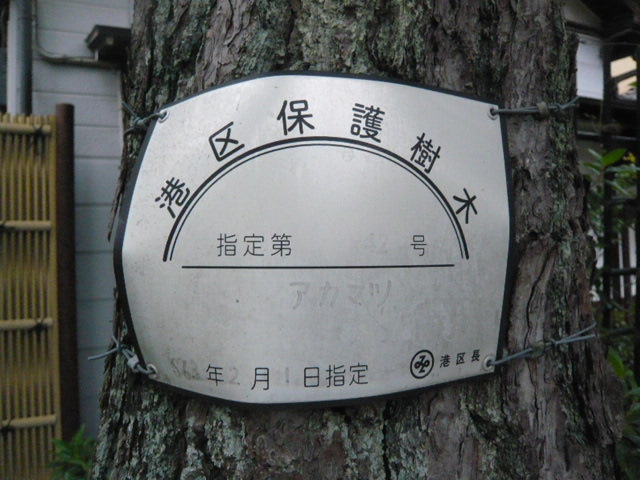 港区保護樹木
指定第 62 号
アカマツ
年2月1日指定
港区長